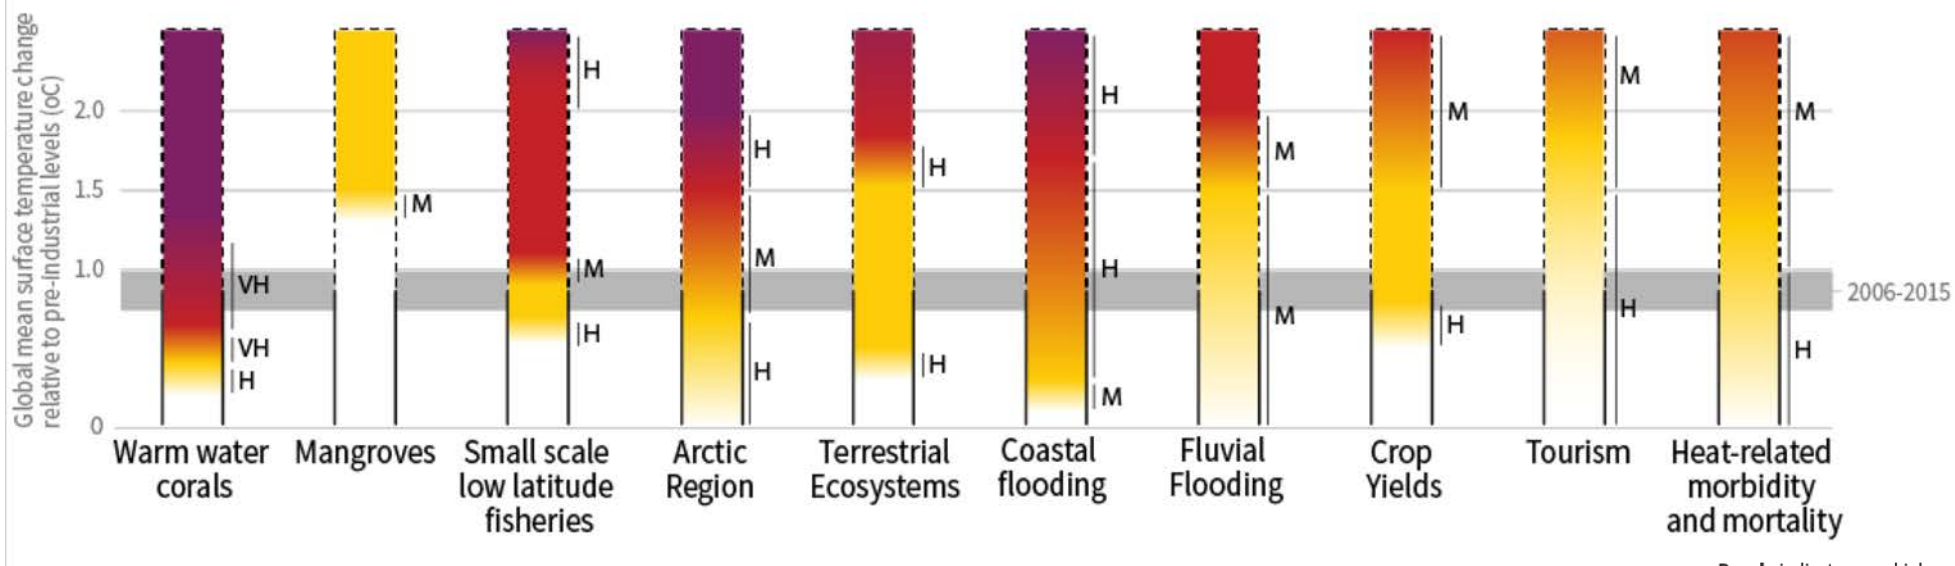 Global mean surface temperature change
relative to pre-industrial levels (oC)
2.0
1.5
1.0
0
2006-2015
VH
VH
H
M
H
M
H
H
M
H
H
H
H
H
M
M
M
M
H
M
H
M
H
Warm water
corals
Mangroves
Small scale
low latitude
fisheries
Arctic
Region
Terrestrial
Ecosystems
Coastal
flooding
Fluvial
Flooding
Crop
Yields
Tourism
Heat-related
morbidity
and mortality